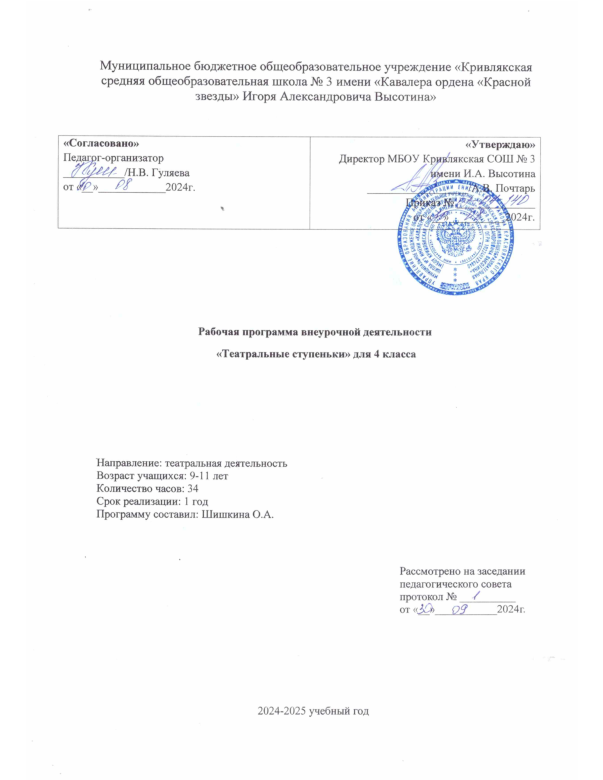 Муниципальное бюджетное общеобразовательное учреждение «Кривлякская
средняя общеобразовательная школа № 3 имени «Кавалера ордена «Красной
звезды» Игоря Александровича Высотина»
«Согласовано»
Педагог-организатор
/Н.В. Гуляева
от « » 08 2024г.
«Утверждаю»
Директор МБОУ Кривлякская СОШ № 3
имени И.А. Высотина
/А.В. Почтарь
Приказ №
от « » 2024г.
Рабочая программа внеурочной деятельности
«Театральные ступеньки» для 4 класса
Направление: театральная деятельность
Возраст учащихся: 9-11 лет
Количество часов: 34
Срок реализации: 1 год
Программу составил: Шишкина О.А.
Рассмотрено на заседании
педагогического совета
протокол № 1
от «30» 09 2024г.
2024-2025 учебный год